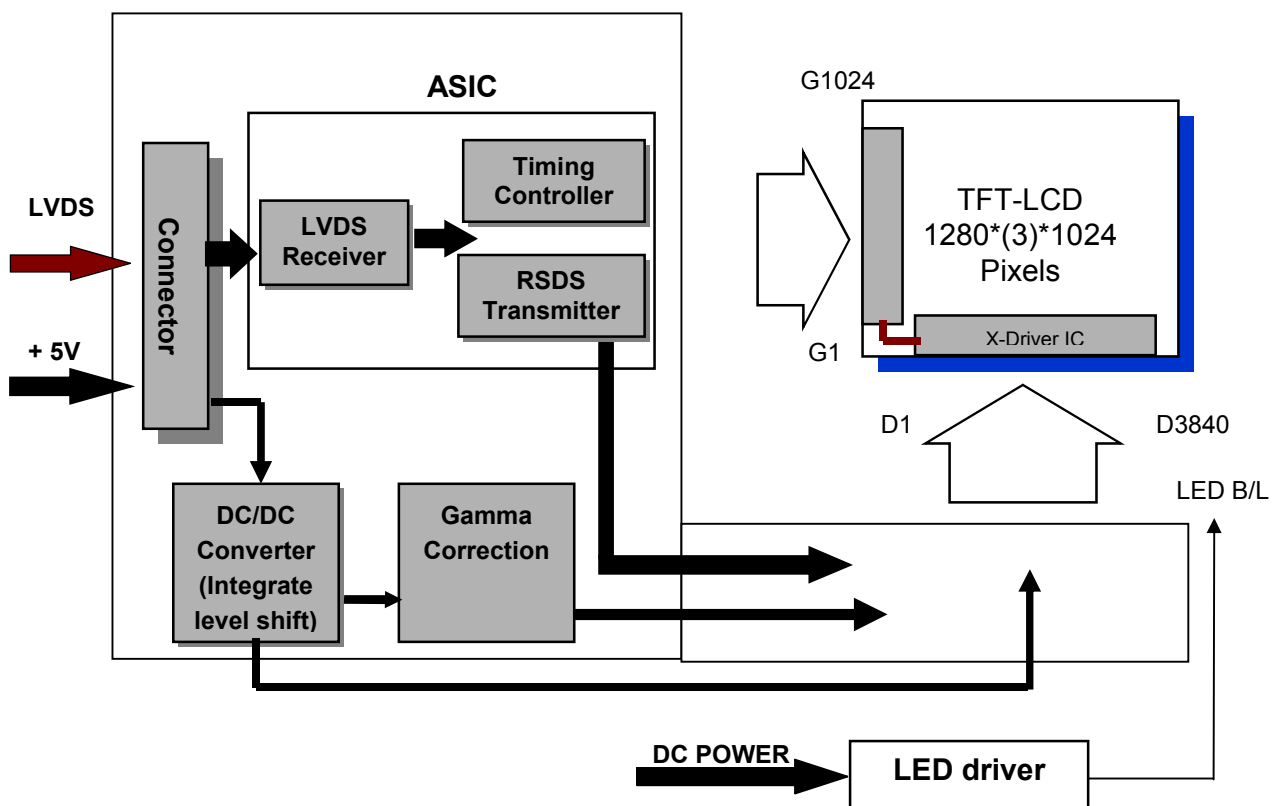 ASIC
G1024
Timing
Controller
LVDS
Connector
LVDS
Receiver
RSDS
Transmitter
TFT-LCD
1280*(3)*1024
Pixels
+ 5V
G1
X-Driver IC
D1
D3840
LED B/L
DC/DC
Converter
(Integrate
level shift)
Gamma
Correction
DC POWER
LED driver